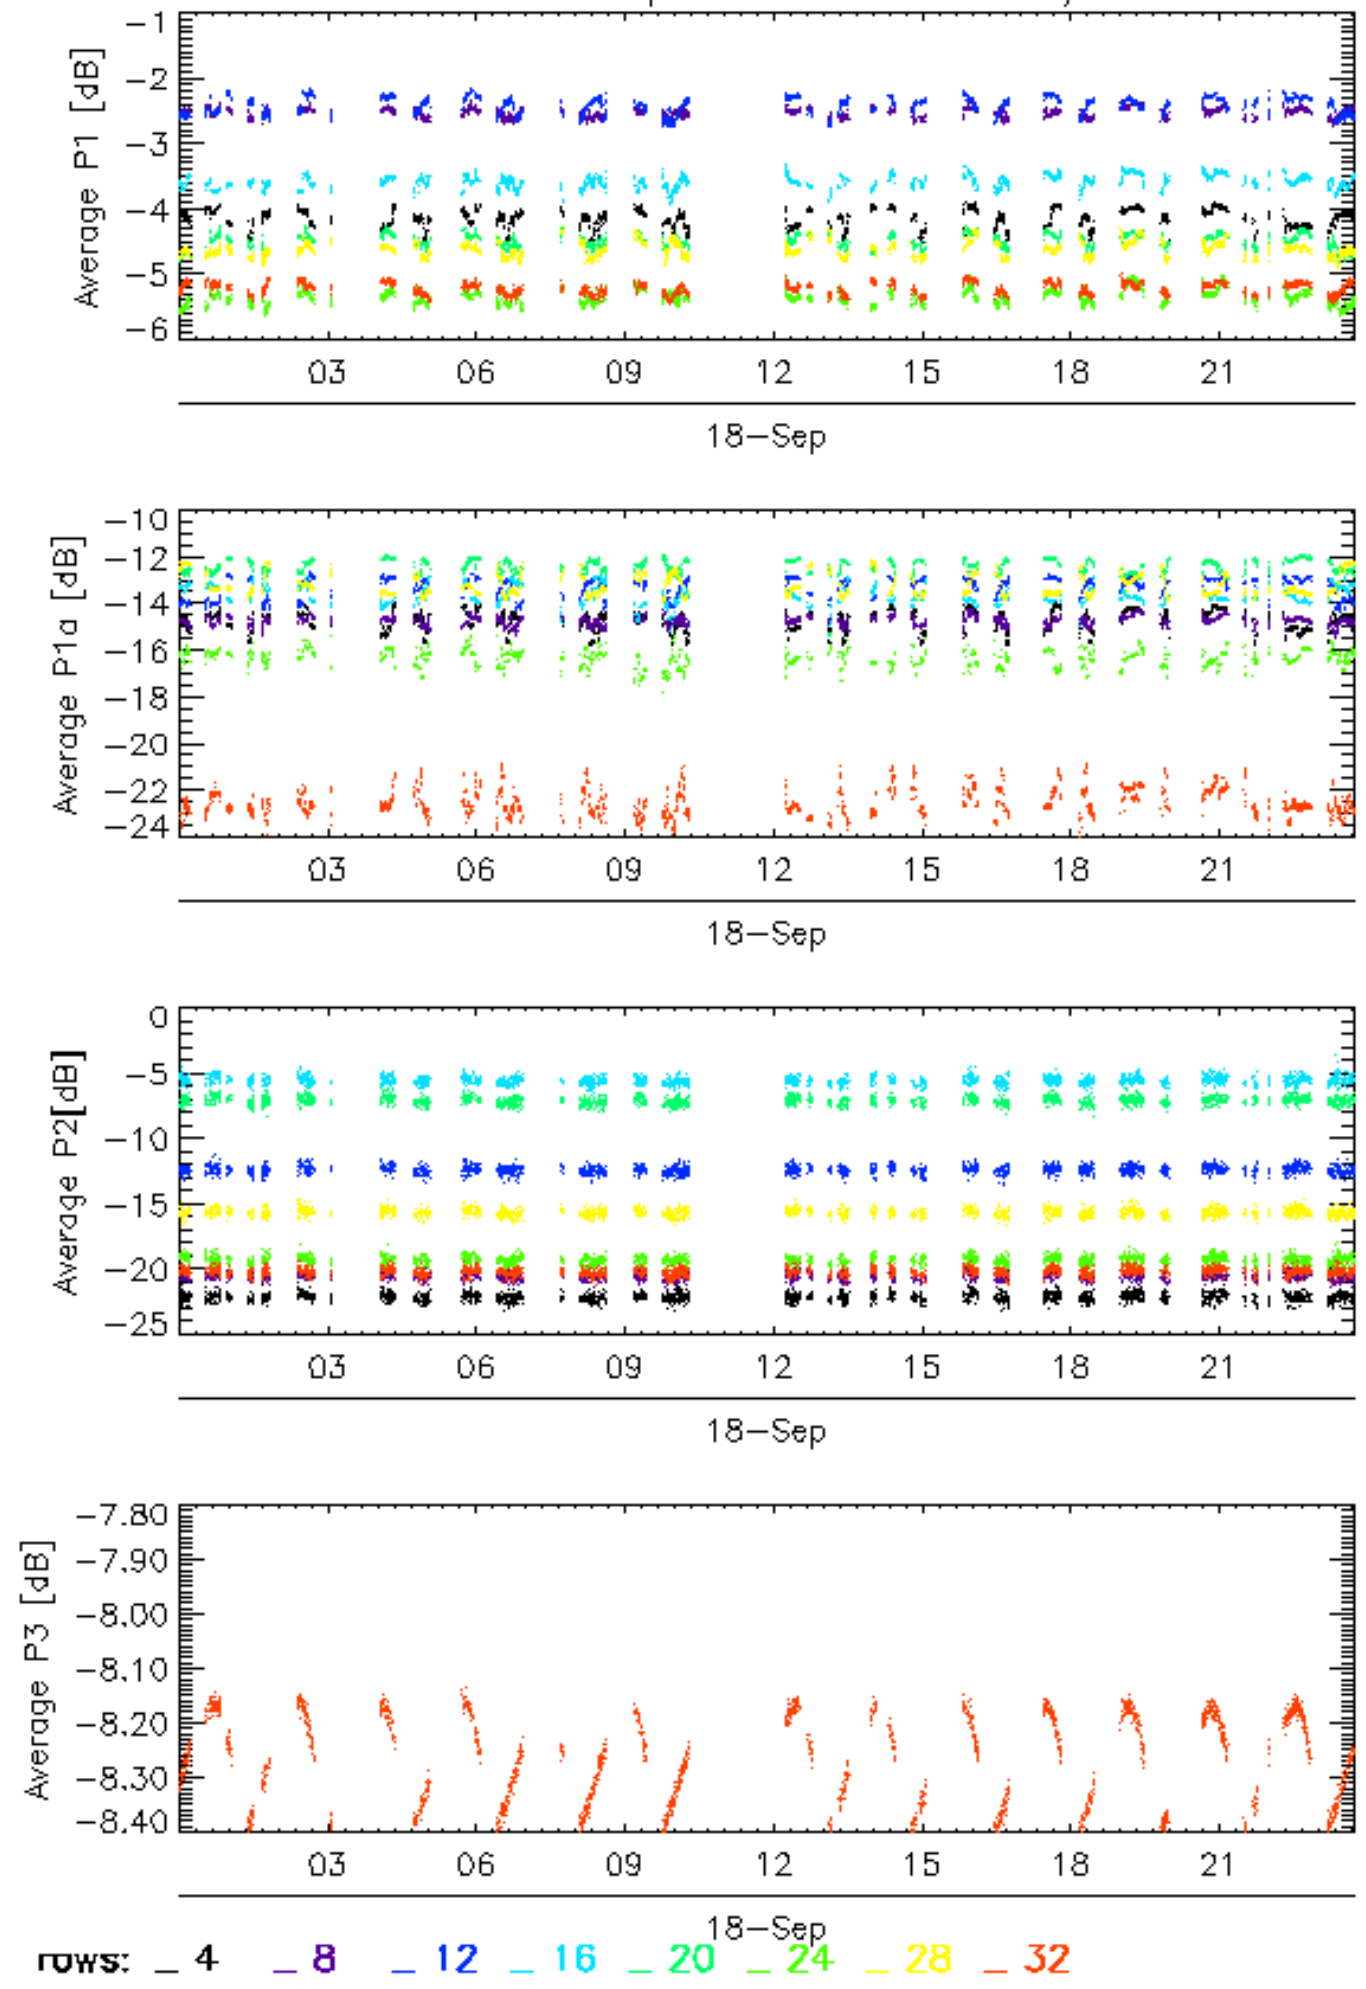 Average P1 [dB]
−1
−2
−3
−4
−5
−6
03 06 09 12 15 18 21
18−Sep
Average P1a [dB]
−10
−12
−14
−16
−18
−20
−22
−24
03 06 09 12 15 18 21
18−Sep
Average P2[dB]
0
−5
−10
−15
−20
−25
03 06 09 12 15 18 21
18−Sep
Average P3 [dB]
−7.80
−7.90
−8.00
−8.10
−8.20
−8.30
−8.40
03 06 09 12 15 18 21
18−Sep
rows: _ 4 _ 8 _ 12 _ 16 _ 20 _ 24 _ 28 _ 32